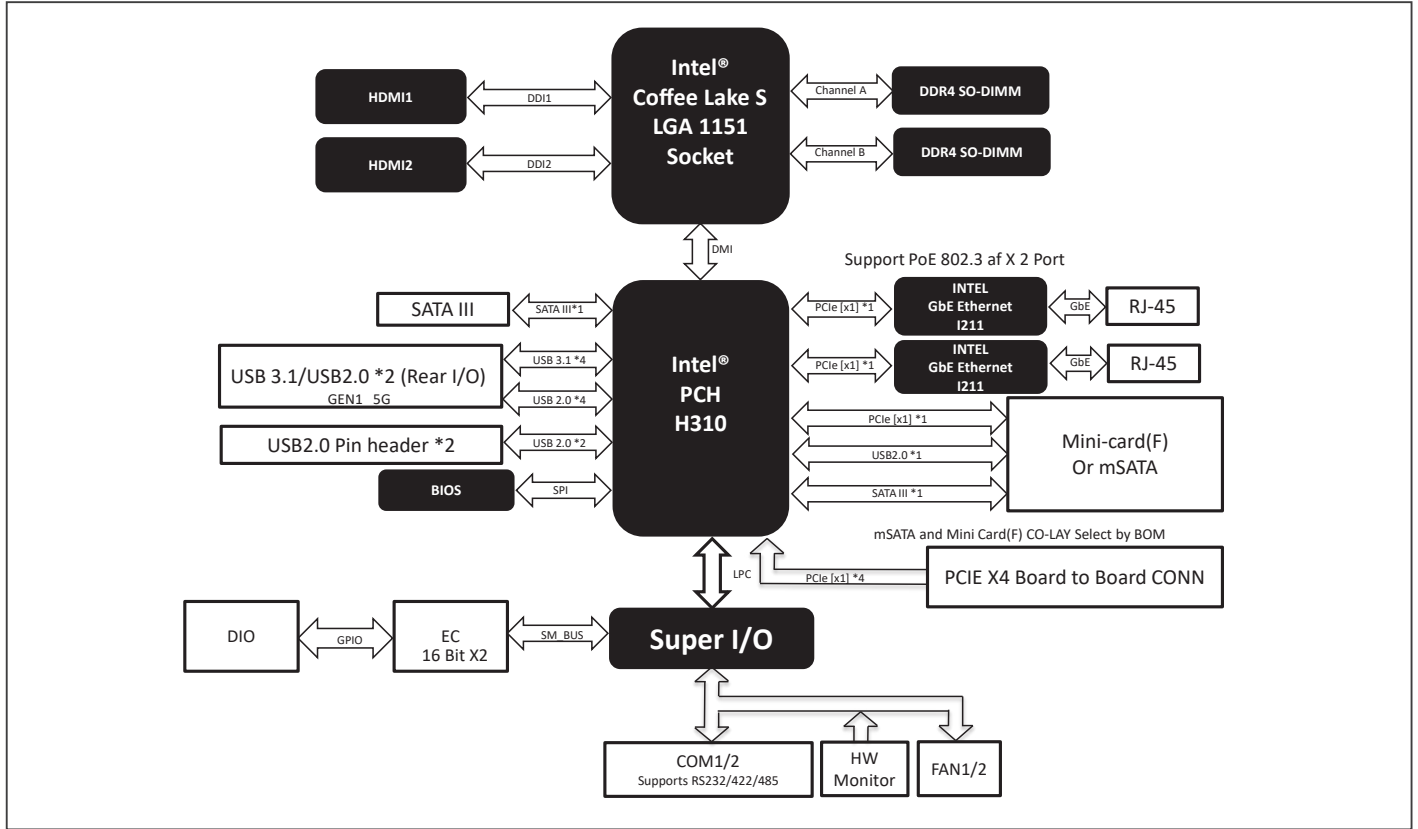 Intel®
Coffee Lake S
LGA 1151
Socket
HDMI1
DDI1
HDMI2
DDI2
Channel A
DDR4 SO-DIMM
Channel B
DDR4 SO-DIMM
DMI
Support PoE 802.3 af X 2 Port
Intel®
PCH
H310
SATA III
SATA III*1
USB 3.1/USB2.0 *2 (Rear I/O)
GEN1 5G
USB 3.1 *4
USB 2.0 *4
USB2.0 Pin header *2
USB 2.0 *2
BIOS
SPI
PCIe [x1] *1
INTEL
GbE Ethernet
I211
GbE
RJ-45
PCIe [x1] *1
INTEL
GbE Ethernet
I211
GbE
RJ-45
PCIe [x1] *1
USB2.0 *1
SATA III *1
Mini-card(F)
Or mSATA
mSATA and Mini Card(F) CO-LAY Select by BOM
LPC
PCIe [x1] *4
PCIE X4 Board to Board CONN
DIO
GPIO
EC
16 Bit X2
SM_BUS
Super I/O
COM1/2
Supports RS232/422/485
HW
Monitor
FAN1/2